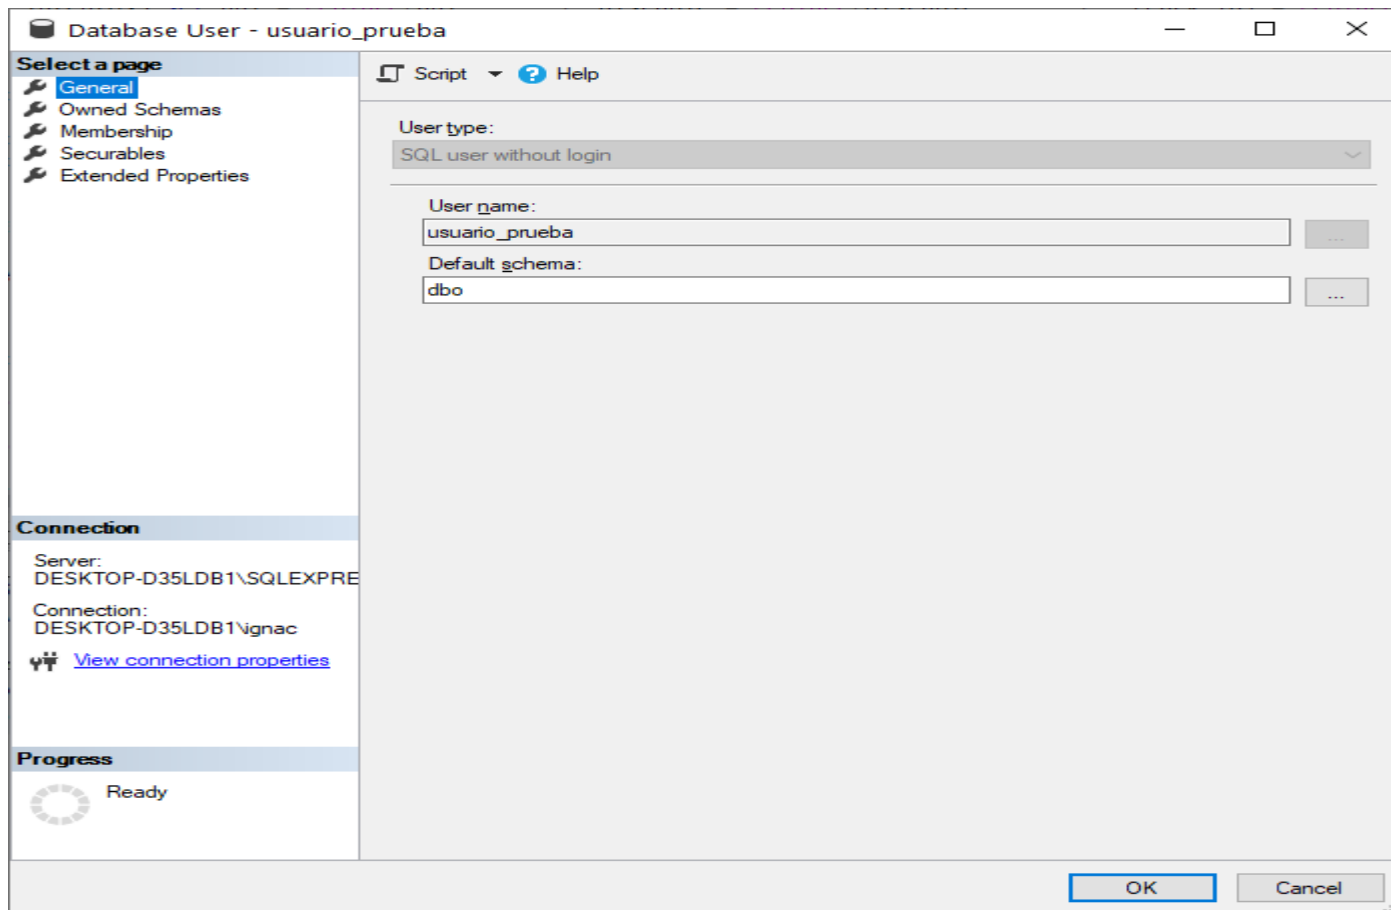 Database User - usuario_prueba
Select a page
General
Owned Schemas
Membership
Securables
Extended Properties
Script
Help
User type:
SQL user without login
User name:
usuario_prueba
...
Default schema:
dbo
...
Connection
Server:
DESKTOP-D35LDB1\SQLEXPRE
Connection:
DESKTOP-D35LDB1\ignac
View connection properties
Progress
Ready
OK
Cancel